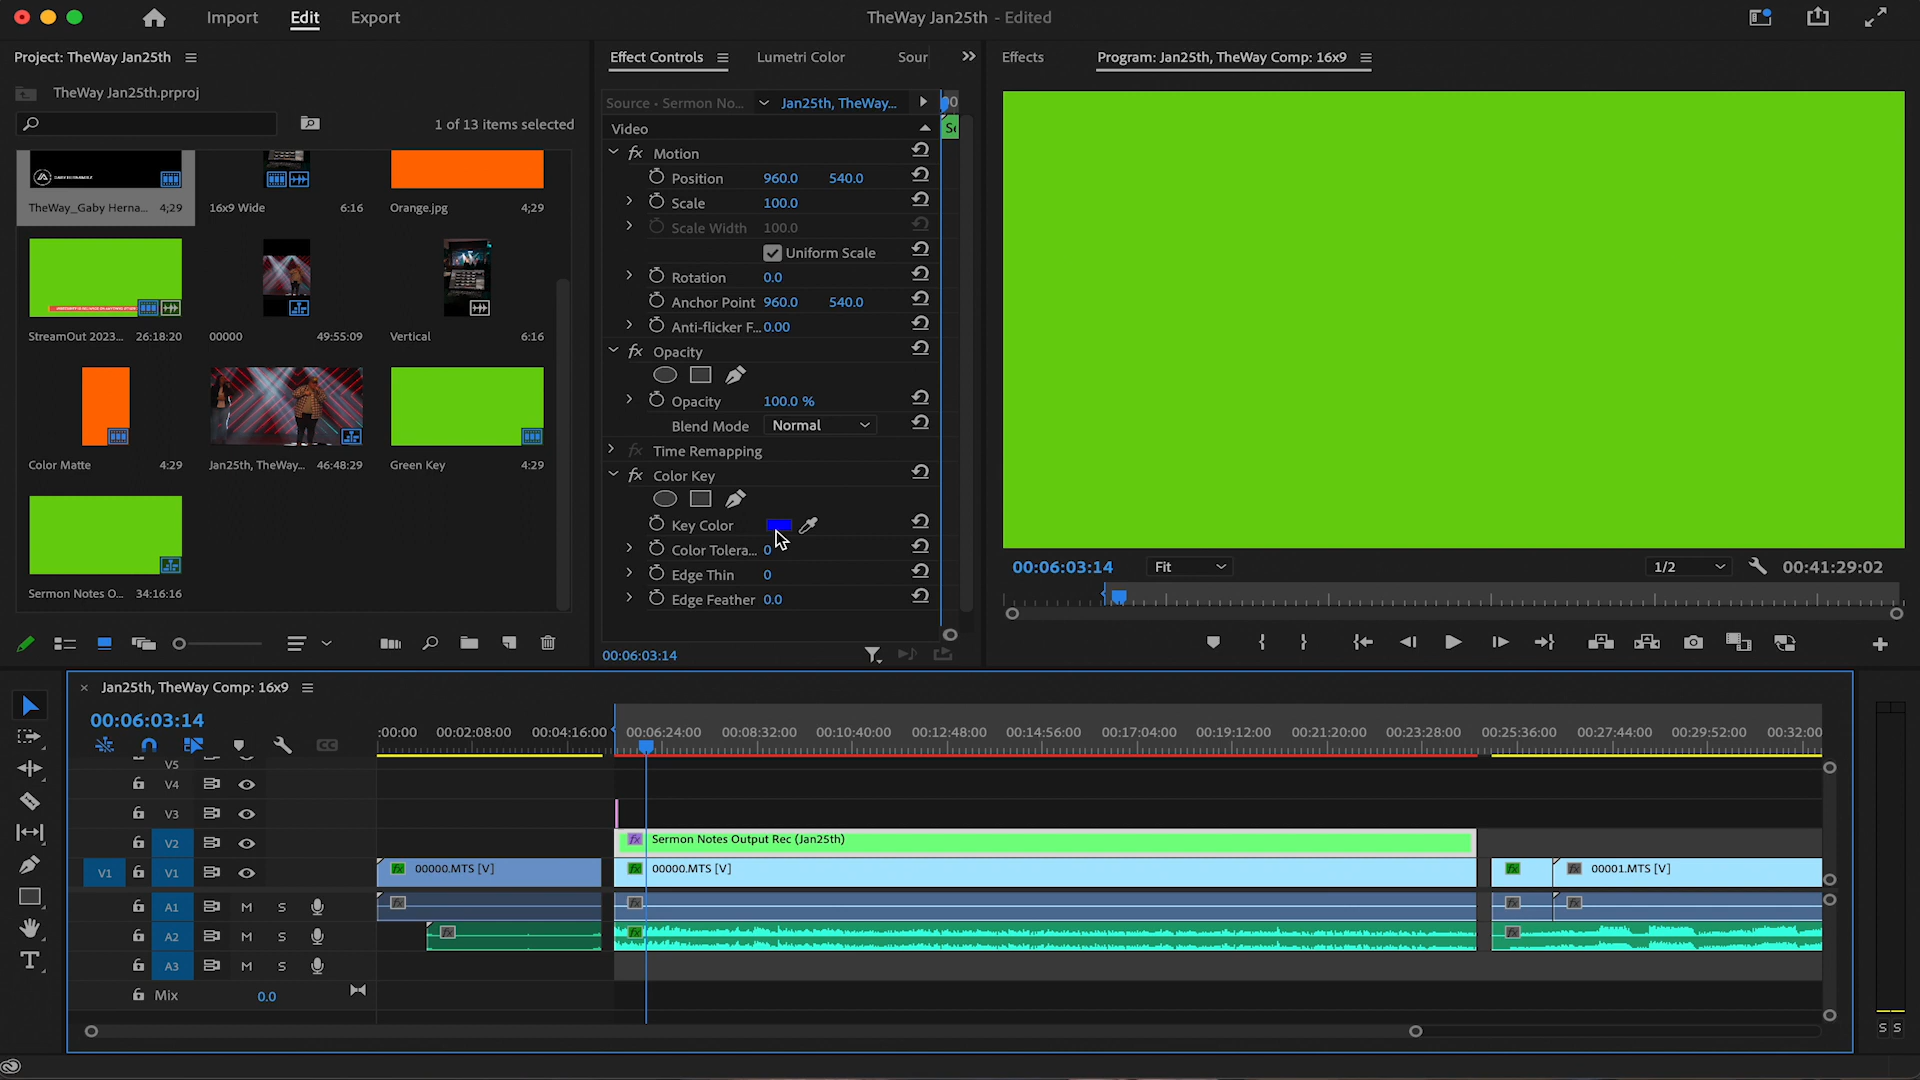 Import
Edit
Export
TheWay Jan25th - Edited
Project: TheWay Jan25th
TheWay Jan25th.prproj
1 of 13 items selected
TheWay_Gaby Herna... 4;29
16x9 Wide 6:16
Orange.jpg 4;29
StreamOut 2023... 26:18:20
00000 49:55:09
Vertical 6:16
Color Matte 4:29
Jan25th, TheWay... 46:48:29
Green Key 4:29
Sermon Notes O... 34:16:16
Effect Controls
Lumetri Color
Sour
Source • Sermon No...
Jan25th, TheWay...
Video
Motion
Position 960.0 540.0
Scale 100.0
Scale Width 100.0
Uniform Scale
Rotation 0.0
Anchor Point 960.0 540.0
Anti-flicker F... 0.00
fx Opacity
Opacity 100.0 %
Blend Mode Normal
fx Time Remapping
fx Color Key
Key Color
Color Tolera... 0
Edge Thin 0
Edge Feather 0.0
00:06:03:14
Effects
Program: Jan25th, TheWay Comp: 16x9
00:06:03:14
Fit
1/2
00:41:29:02
Jan25th, TheWay Comp: 16x9
00:06:03:14
:00:00 00:02:08:00 00:04:16:00 00:06:24:00 00:08:32:00 00:10:40:00 00:12:48:00 00:14:56:00 00:17:04:00 00:19:12:00 00:21:20:00 00:23:28:00 00:25:36:00 00:27:44:00 00:29:52:00 00:32:00
V5
V4
V3
V2
fx Sermon Notes Output Rec (Jan25th)
V1 V1
fx 00000.MTS [V]
fx 00000.MTS [V]
fx
fx 00001.MTS [V]
A1 M S
A2 M S
A3 M S
Mix 0.0
S S